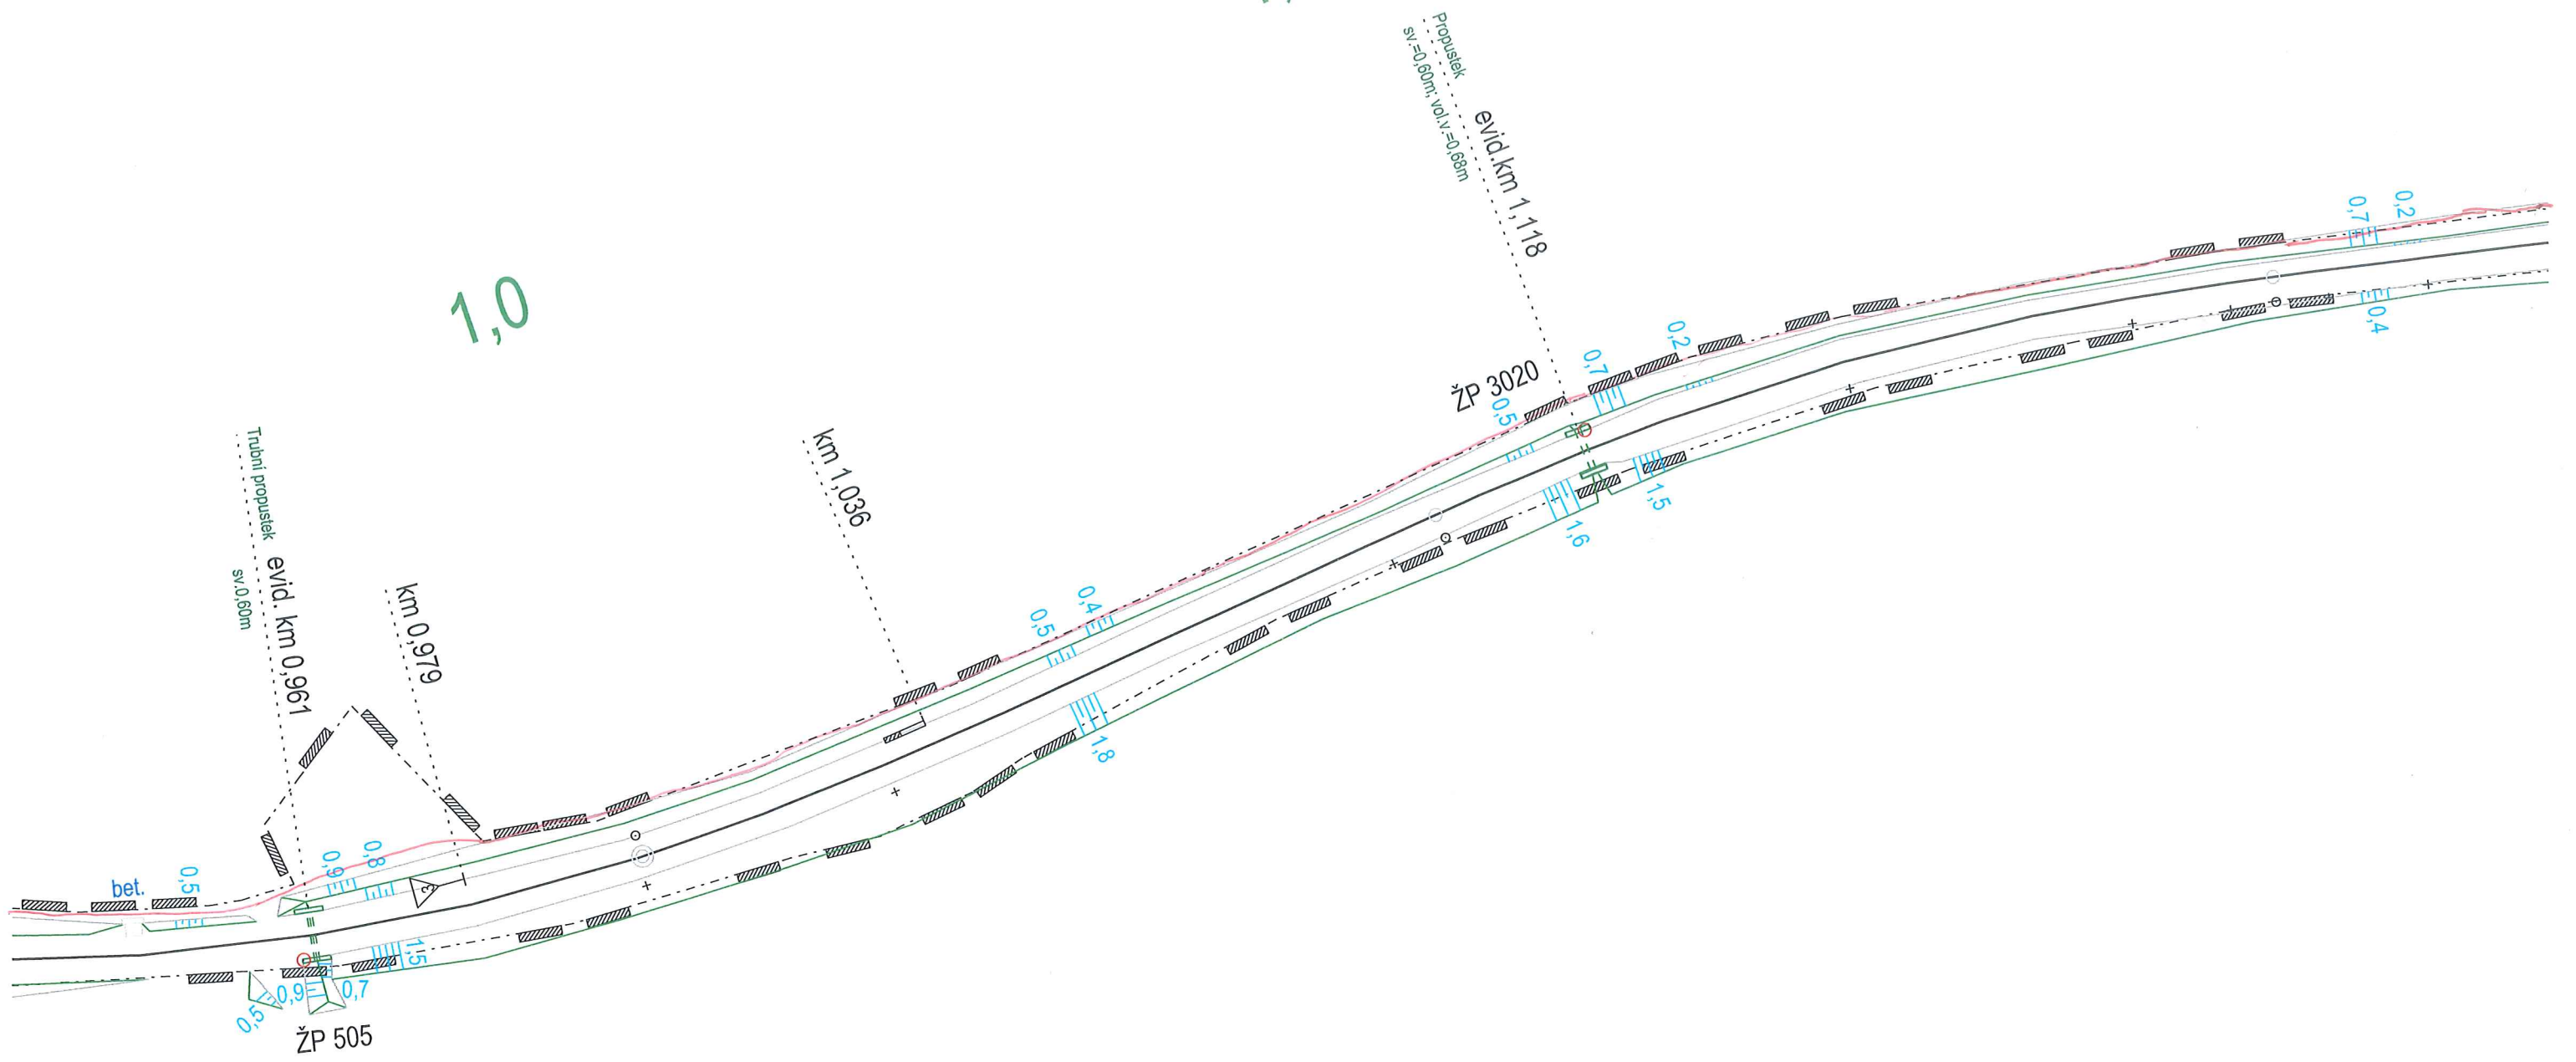 Propustek
sv.=0,60m; vol.v.=0,68m
evid.km 1,118
1,0
0,7
0,2
0,4
ŽP 3020
0,5
0,7
0,2
1,5
1,6
Trubní propustek
sv.0,60m
evid. km 0,961
km 0,979
km 1,036
0,5
0,4
1,8
bet.
0,5
0,9
0,8
3
1,5
0,5
0,9
0,7
ŽP 505